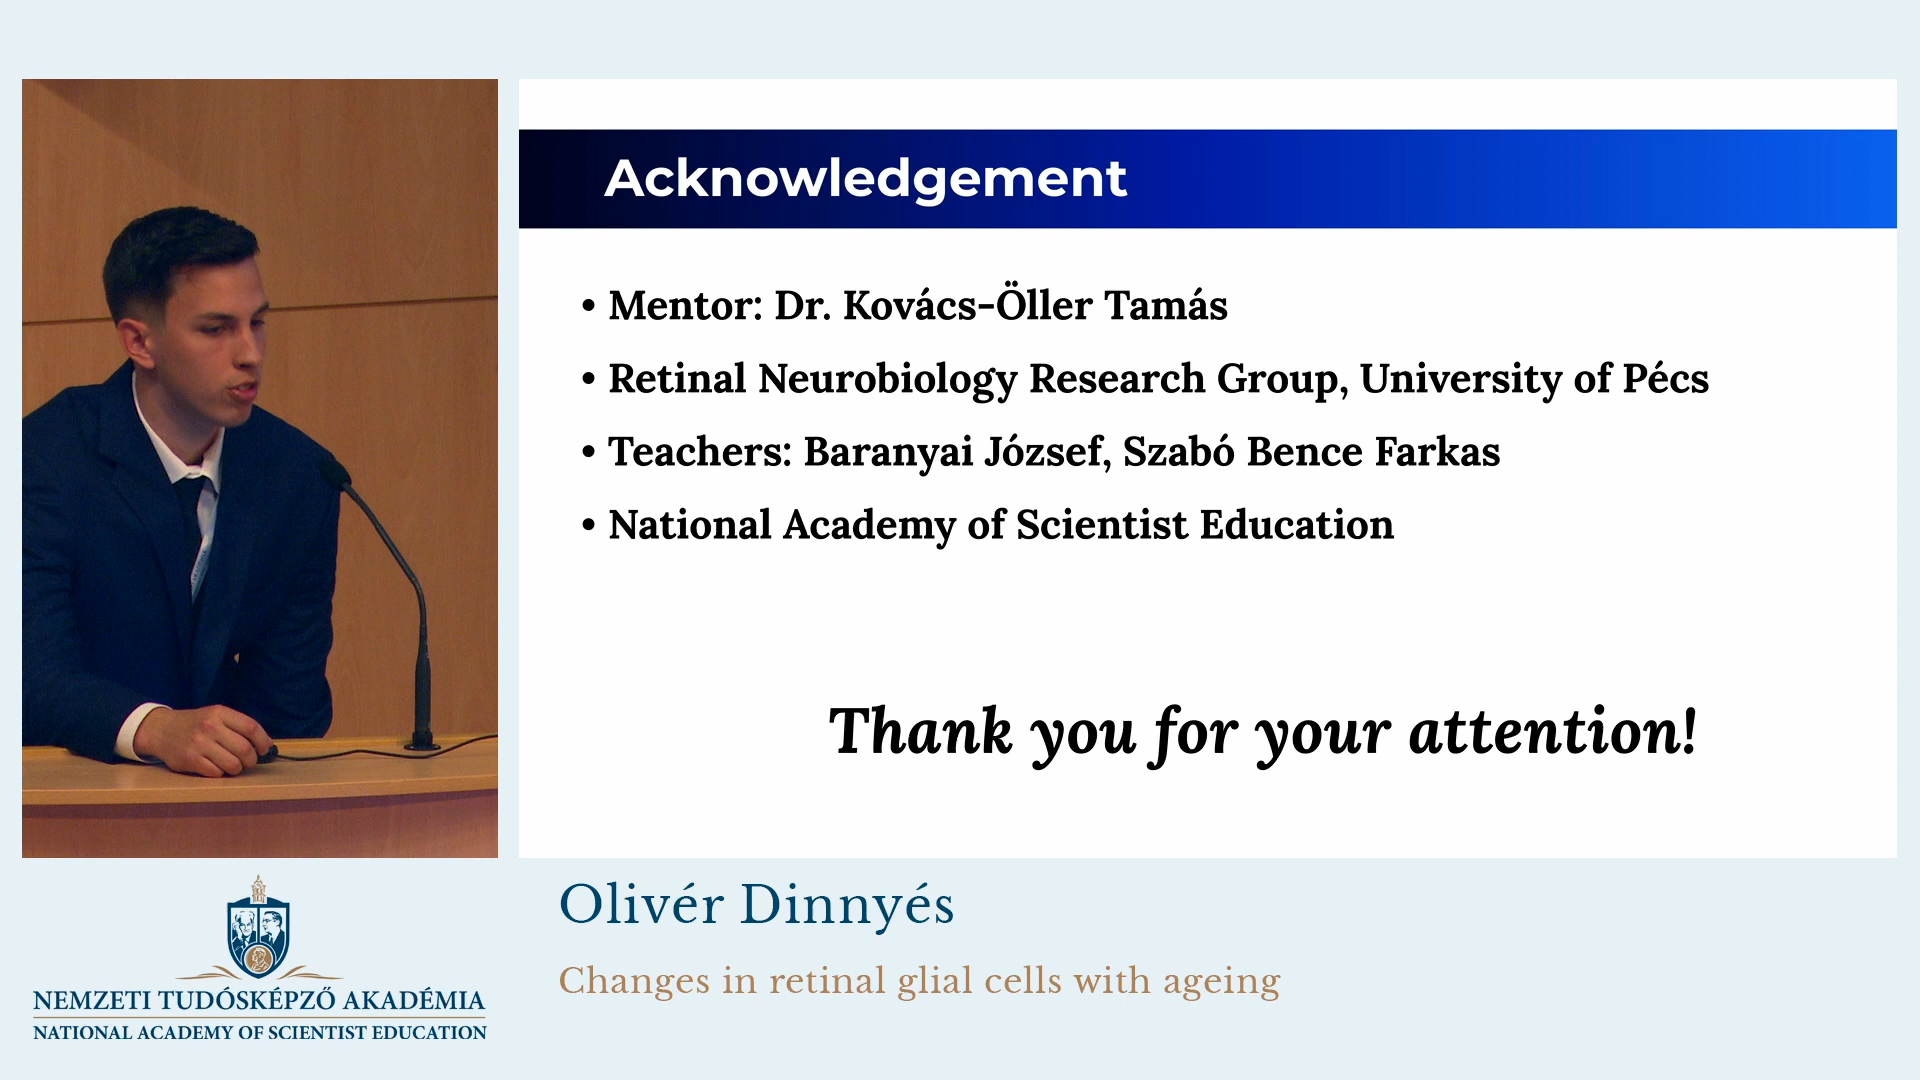 Acknowledgement
• Mentor: Dr. Kovács-Öller Tamás
• Retinal Neurobiology Research Group, University of Pécs
• Teachers: Baranyai József, Szabó Bence Farkas
• National Academy of Scientist Education
Thank you for your attention!
Olivér Dinnyés
Changes in retinal glial cells with ageing
NEMZETI TUDÓSKÉPZŐ AKADÉMIA
NATIONAL ACADEMY OF SCIENTIST EDUCATION